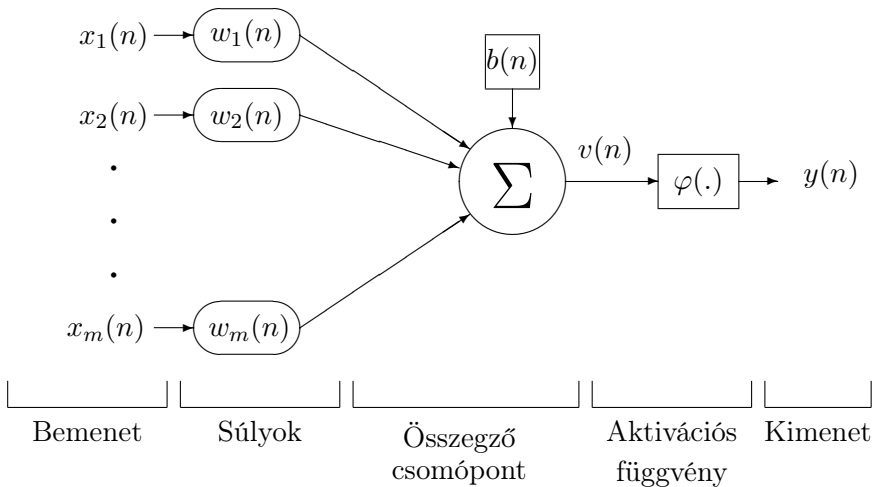 x₁(n) w₁(n) b(n)
x₂(n) w₂(n)
∑ v(n) φ(.) y(n)
xₘ(n) wₘ(n)
Bemenet
Súlyok
Összegző
csomópont
Aktivációs
függvény
Kimenet